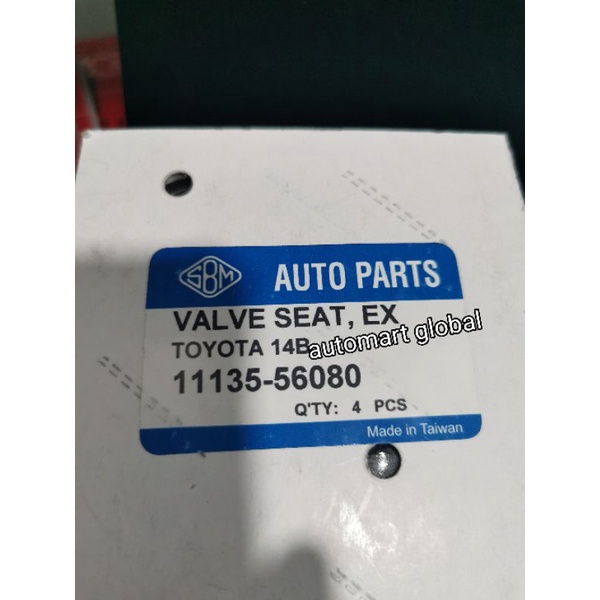 SBM AUTO PARTS
VALVE SEAT, EX
TOYOTA 14B
automart global
11135-56080
Q'TY: 4 PCS
Made in Taiwan